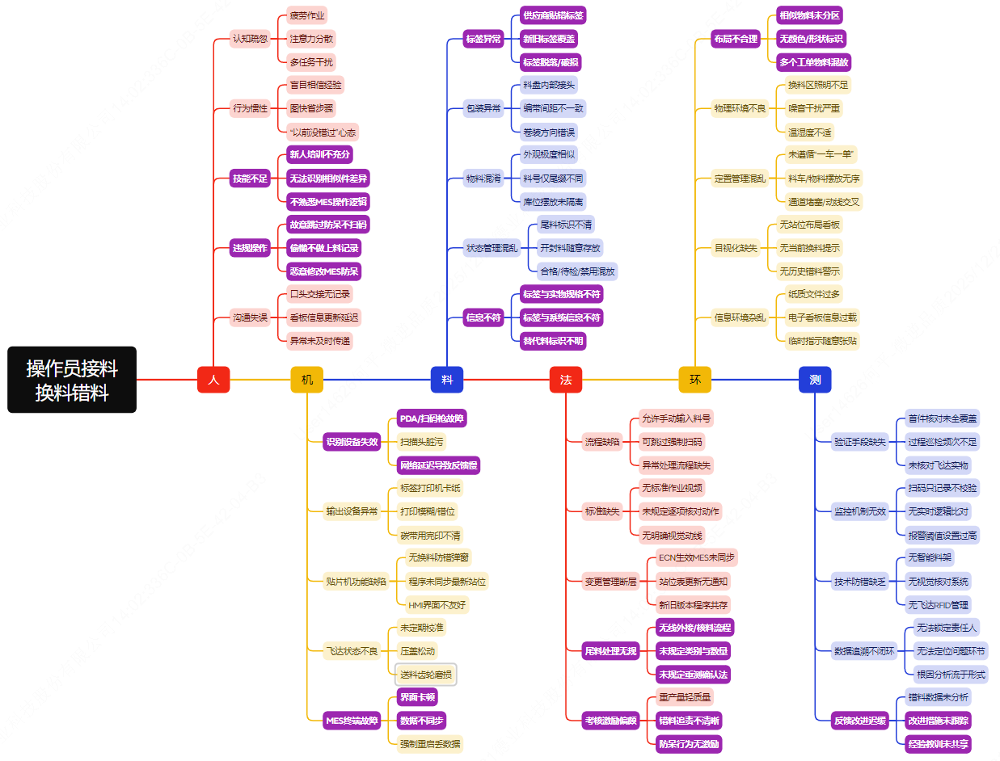 操作员接料
换料错料
人
认知疏忽
疲劳作业
注意力分散
多任务干扰
行为惯性
盲目相信经验
图快省步骤
“以前没错过”心态
技能不足
新人培训不充分
无法识别相似件差异
不熟悉MES操作逻辑
违规操作
故意跳过防呆不扫码
偷懒不做上料记录
恶意修改MES防呆
沟通失误
口头交接无记录
看板信息更新延迟
异常未及时传递
机
识别设备失效
PDA/扫码枪故障
扫描头脏污
网络延迟导致反馈慢
输出设备异常
标签打印机卡纸
打印模糊/错位
碳带用完印不清
贴片机功能缺陷
无换料防错弹窗
程序未同步最新站位
HMI界面不友好
飞达状态不良
未定期校准
压盖松动
送料齿轮磨损
MES终端故障
界面卡顿
数据不同步
强制重启丢数据
料
标签异常
供应商贴错标签
新旧标签覆盖
标签脱落/破损
包装异常
料盘内部接头
编带间距不一致
卷装方向错误
物料混淆
外观极度相似
料号仅尾缀不同
库位摆放未隔离
状态管理混乱
尾料标识不清
开封料随意存放
合格/待检/禁用混放
信息不符
标签与实物规格不符
标签与系统信息不符
替代料标识不明
法
流程缺陷
允许手动输入料号
可跳过强制扫码
异常处理流程缺失
标准缺失
无标准作业视频
未规定逐项核对动作
无明确视觉动线
变更管理断层
ECN生效MES未同步
站位表更新无通知
新旧版本程序共存
尾料处理无规
无线外接/核料流程
未规定类别与数量
未规定重测确认法
考核激励偏颇
重产量轻质量
错料追责不清晰
防呆行为无激励
环
布局不合理
相似物料未分区
无颜色/形状标识
多个工单物料混放
物理环境不良
换料区照明不足
噪音干扰严重
温湿度不适
定置管理混乱
未遵循“一车一单”
料车/物料摆放无序
通道堵塞/动线交叉
目视化缺失
无站位布局看板
无当前换料提示
无历史错料警示
信息环境杂乱
纸质文件过多
电子看板信息过载
临时指示随意张贴
测
验证手段缺失
首件核对未全覆盖
过程巡检频次不足
未核对飞达实物
监控机制无效
扫码只记录不校验
无实时逻辑比对
报警阈值设置过高
技术防错缺乏
无智能料架
无视觉核对系统
无飞达RFID管理
数据追溯不闭环
无法锁定责任人
无法定位问题环节
根因分析流于形式
反馈改进迟缓
错料数据未分析
改进措施未跟踪
经验教训未共享